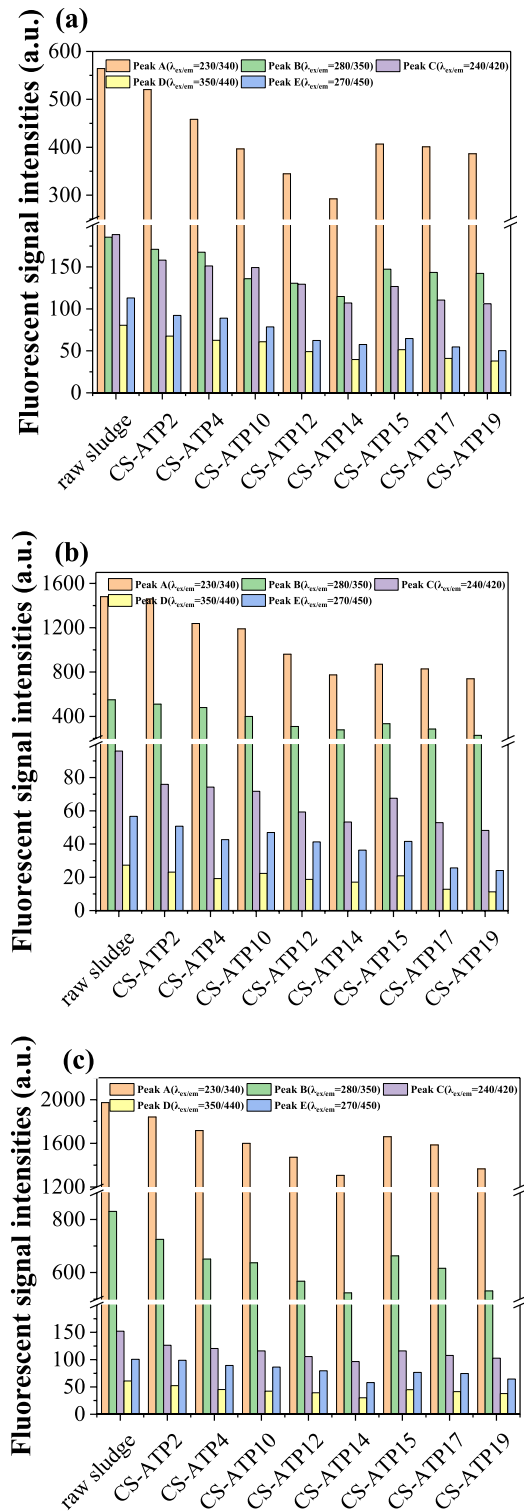 (a)
Fluorescent signal intensities (a.u.)
Peak A(λex/em=230/340) Peak B(λex/em=280/350) Peak C(λex/em=240/420)
Peak D(λex/em=350/440) Peak E(λex/em=270/450)
600
500
400
300
150
100
50
0
raw sludge CS-ATP2 CS-ATP4 CS-ATP10 CS-ATP12 CS-ATP14 CS-ATP15 CS-ATP17 CS-ATP19
(b)
Fluorescent signal intensities (a.u.)
Peak A(λex/em=230/340) Peak B(λex/em=280/350) Peak C(λex/em=240/420)
Peak D(λex/em=350/440) Peak E(λex/em=270/450)
1600
1200
800
400
80
60
40
20
0
raw sludge CS-ATP2 CS-ATP4 CS-ATP10 CS-ATP12 CS-ATP14 CS-ATP15 CS-ATP17 CS-ATP19
(c)
Fluorescent signal intensities (a.u.)
Peak A(λex/em=230/340) Peak B(λex/em=280/350) Peak C(λex/em=240/420)
Peak D(λex/em=350/440) Peak E(λex/em=270/450)
2000
1600
1200
800
600
150
100
50
0
raw sludge CS-ATP2 CS-ATP4 CS-ATP10 CS-ATP12 CS-ATP14 CS-ATP15 CS-ATP17 CS-ATP19